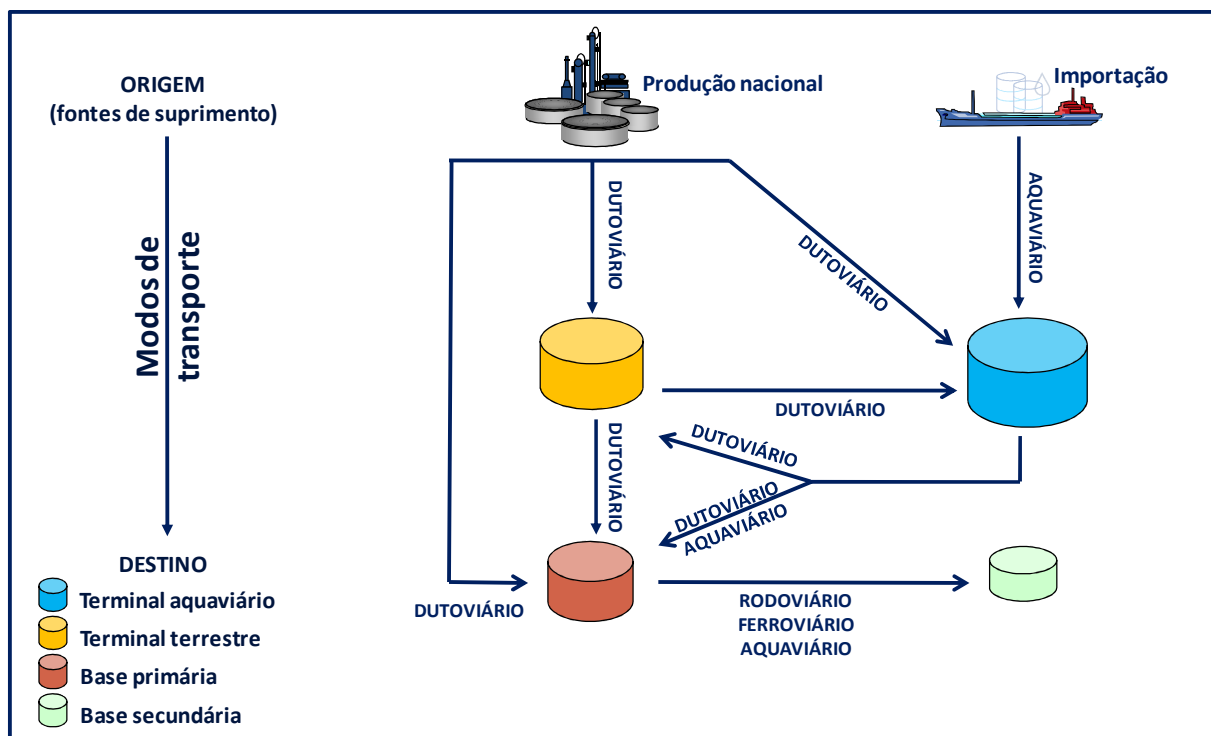 ORIGEM
(fontes de suprimento)
Produção nacional
Importação
Modos de
transporte
DUTOVIÁRIO
DUTOVIÁRIO
AQUAVIÁRIO
DUTOVIÁRIO
DUTOVIÁRIO
DUTOVIÁRIO
DUTOVIÁRIO
AQUAVIÁRIO
DUTOVIÁRIO
RODOVIÁRIO
FERROVIÁRIO
AQUAVIÁRIO
DESTINO
Terminal aquaviário
Terminal terrestre
Base primária
Base secundária